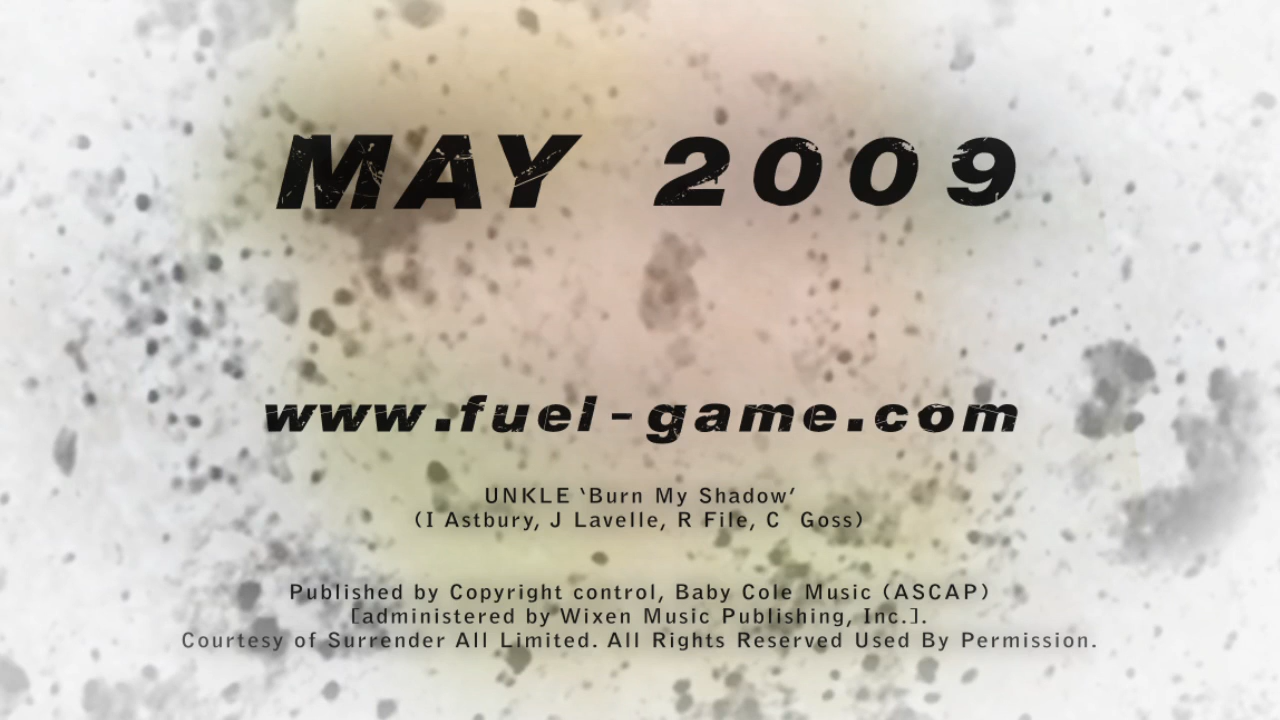 MAY 2009
www.fuel-game.com
UNKLE ‘Burn My Shadow’
(I Astbury, J Lavelle, R File, C Goss)
Published by Copyright control, Baby Cole Music (ASCAP)
[administered by Wixen Music Publishing, Inc.].
Courtesy of Surrender All Limited. All Rights Reserved Used By Permission.